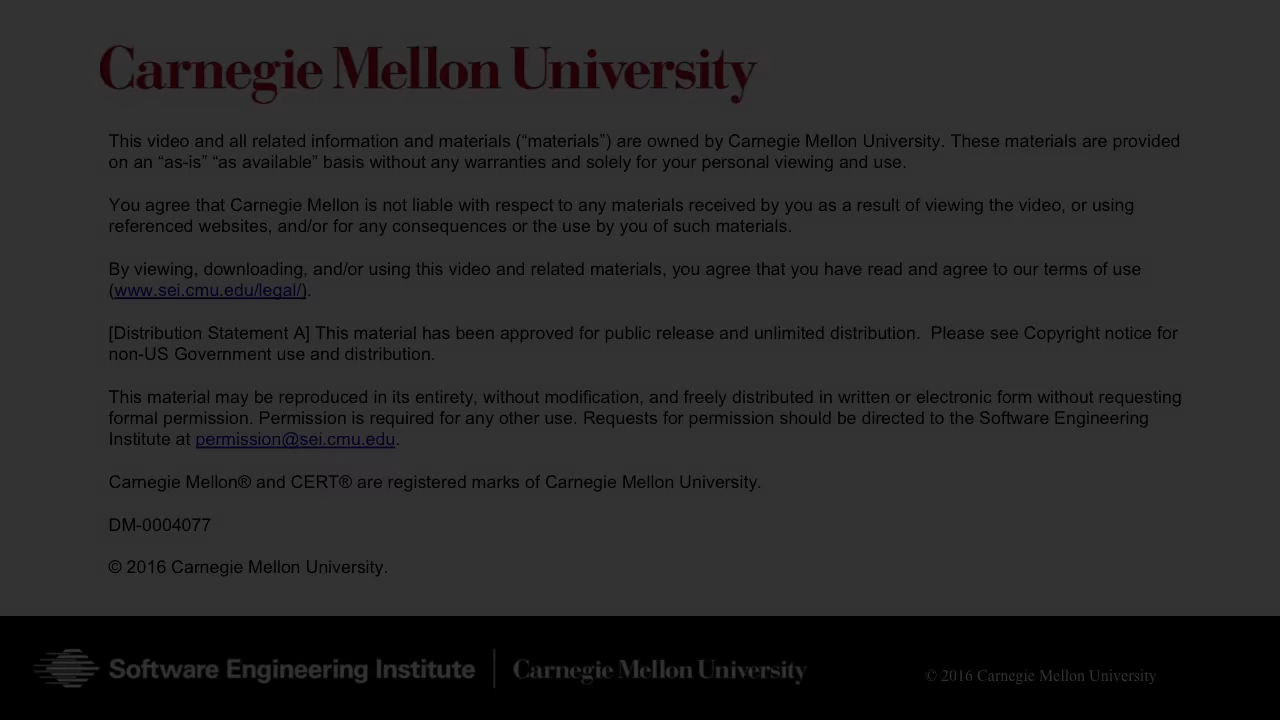 Carnegie Mellon University
This video and all related information and materials (“materials”) are owned by Carnegie Mellon University. These materials are provided
on an “as-is” “as available” basis without any warranties and solely for your personal viewing and use.
You agree that Carnegie Mellon is not liable with respect to any materials received by you as a result of viewing the video, or using
referenced websites, and/or for any consequences or the use by you of such materials.
By viewing, downloading, and/or using this video and related materials, you agree that you have read and agree to our terms of use
(www.sei.cmu.edu/legal/).
[Distribution Statement A] This material has been approved for public release and unlimited distribution.  Please see Copyright notice for
non-US Government use and distribution.
This material may be reproduced in its entirety, without modification, and freely distributed in written or electronic form without requesting
formal permission. Permission is required for any other use. Requests for permission should be directed to the Software Engineering
Institute at permission@sei.cmu.edu.
Carnegie Mellon® and CERT® are registered marks of Carnegie Mellon University.
DM-0004077
© 2016 Carnegie Mellon University.
Software Engineering Institute | Carnegie Mellon University
© 2016 Carnegie Mellon University